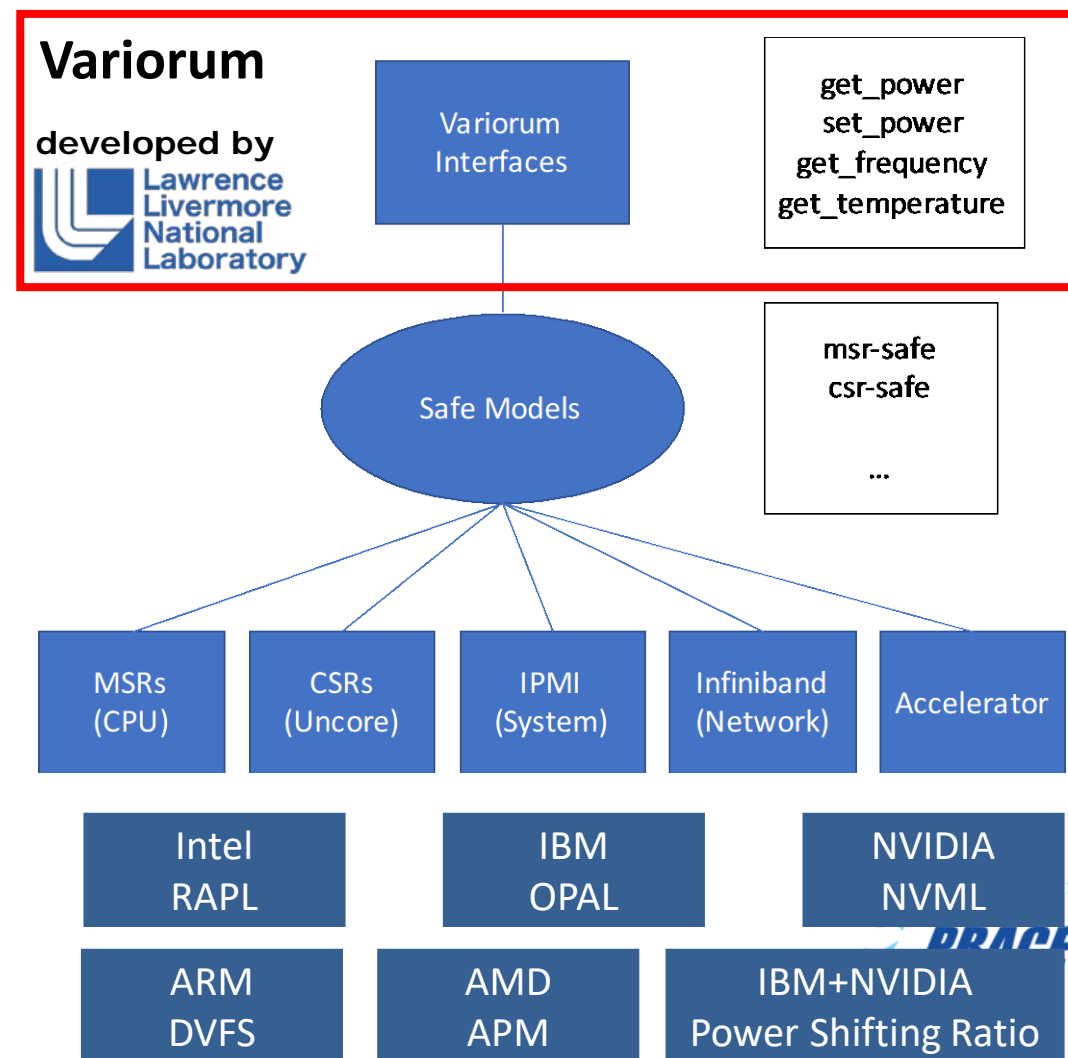 Variorum
developed by
Lawrence
Livermore
National
Laboratory
Variorum
Interfaces
get_power
set_power
get_frequency
get_temperature
Safe Models
msr-safe
csr-safe
...
MSRs
(CPU)
CSRs
(Uncore)
IPMI
(System)
Infiniband
(Network)
Accelerator
Intel
RAPL
IBM
OPAL
NVIDIA
NVML
ARM
DVFS
AMD
APM
IBM+NVIDIA
Power Shifting Ratio